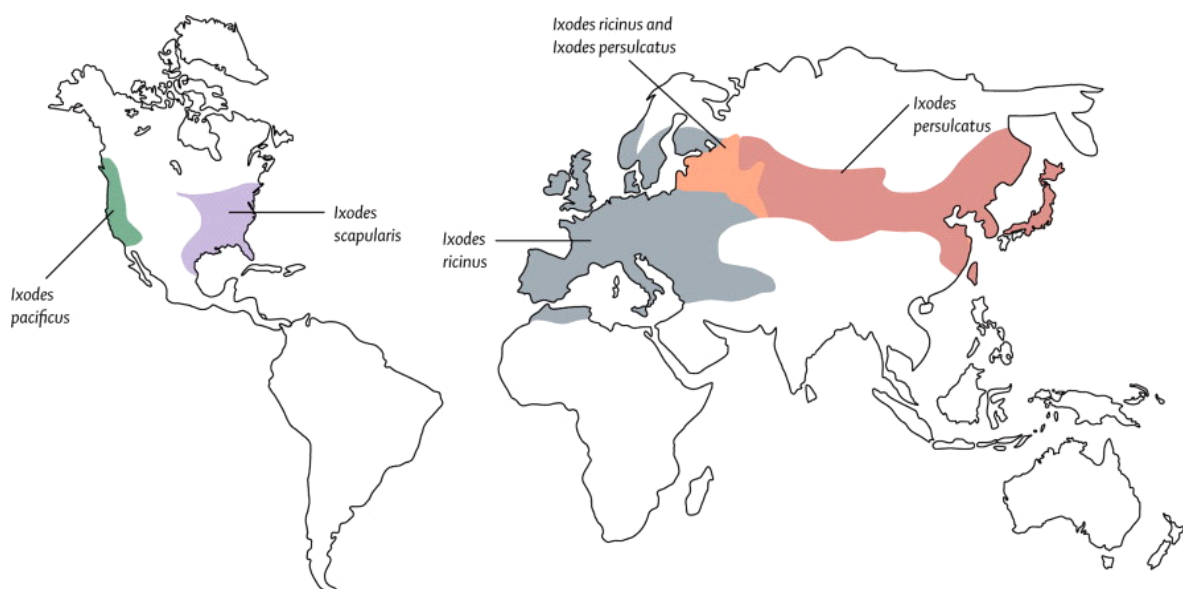 Ixodes ricinus and
Ixodes persulcatus
Ixodes
persulcatus
Ixodes
scapularis
Ixodes
ricinus
Ixodes
pacificus